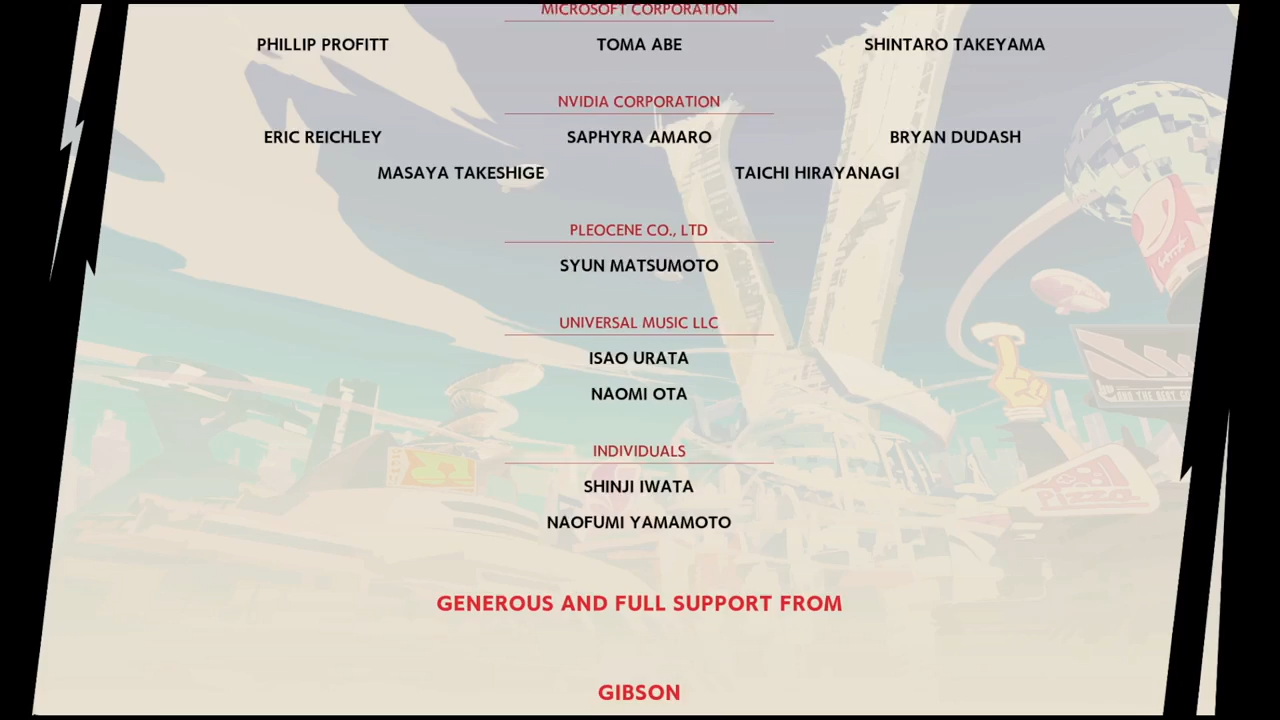 MICROSOFT CORPORATION
PHILLIP PROFITT TOMA ABE SHINTARO TAKEYAMA
NVIDIA CORPORATION
ERIC REICHLEY SAPHYRA AMARO BRYAN DUDASH
MASAYA TAKESHIGE TAICHI HIRAYANAGI
PLEOCENE CO., LTD
SYUN MATSUMOTO
UNIVERSAL MUSIC LLC
ISAO URATA
NAOMI OTA
INDIVIDUALS
SHINJI IWATA
NAOFUMI YAMAMOTO
Pizza
GENEROUS AND FULL SUPPORT FROM
GIBSON